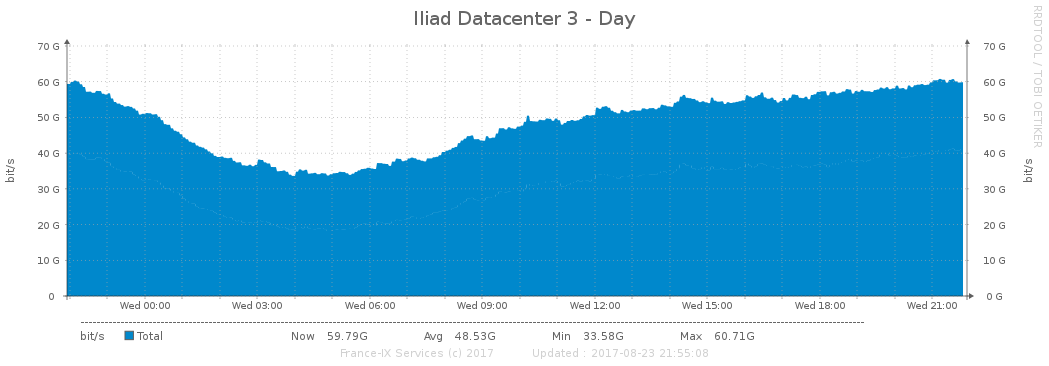 Iliad Datacenter 3 - Day
RRDTOOL / TOBI OETIKER
70 G 70 G
60 G 60 G
50 G 50 G
40 G 40 G
30 G 30 G
20 G 20 G
10 G 10 G
0 0 G
bit/s bit/s
Wed 00:00 Wed 03:00 Wed 06:00 Wed 09:00 Wed 12:00 Wed 15:00 Wed 18:00 Wed 21:00
bit/s Total Now 59.79G Avg 48.53G Min 33.58G Max 60.71G
France-IX Services (c) 2017 Updated : 2017-08-23 21:55:08